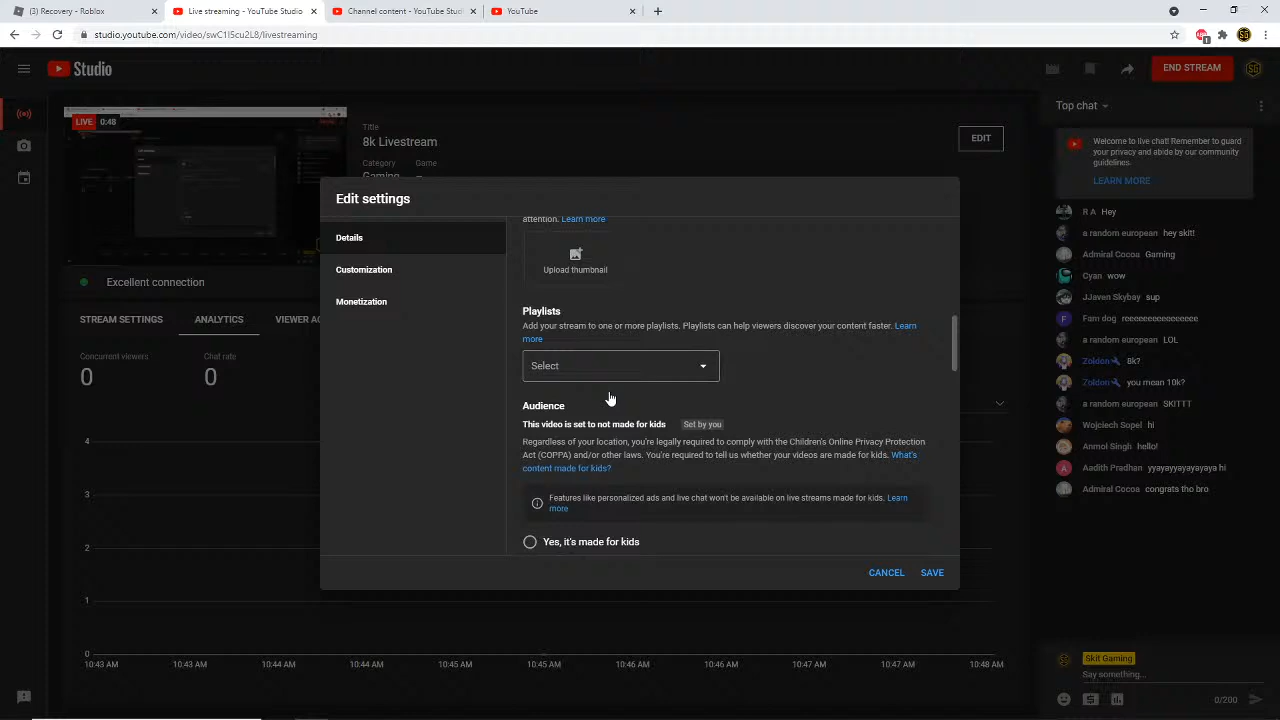 (3) Recovery - Roblox
Live streaming - YouTube Studio
Channel content - YouTube Stud
YouTube
studio.youtube.com/video/swC1I5cu2L8/livestreaming
1
SG
Studio
END STREAM
SG
LIVE 0:48
Title
8k Livestream
Category
Game
Gaming
EDIT
Top chat
Welcome to live chat! Remember to guard
your privacy and abide by our community
guidelines.
LEARN MORE
Edit settings
Details
Customization
Monetization
attention. Learn more
Upload thumbnail
Playlists
Add your stream to one or more playlists. Playlists can help viewers discover your content faster. Learn
more
Select
Audience
This video is set to not made for kids Set by you
Regardless of your location, you're legally required to comply with the Children's Online Privacy Protection
Act (COPPA) and/or other laws. You're required to tell us whether your videos are made for kids. What's
content made for kids?
Features like personalized ads and live chat won't be available on live streams made for kids. Learn
more
Yes, it's made for kids
CANCEL
SAVE
Excellent connection
STREAM SETTINGS
ANALYTICS
VIEWER AC
Concurrent viewers
0
Chat rate
0
4
3
2
1
0
10:43 AM
10:43 AM
10:44 AM
10:44 AM
10:45 AM
10:45 AM
10:46 AM
10:46 AM
10:47 AM
10:47 AM
10:48 AM
R A Hey
a random european hey skit!
Admiral Cocoa Gaming
Cyan wow
JJaven Skybay sup
F Fam dog reeeeeeeeeeeeeee
a random european LOL
Zoldon 8k?
Zoldon you mean 10k?
a random european SKITTT
Wojciech Sopel hi
Anmol Singh hello!
A Aadith Pradhan yyayayyayayayaya hi
Admiral Cocoa congrats tho bro
SG Skit Gaming
Say something...
0/200